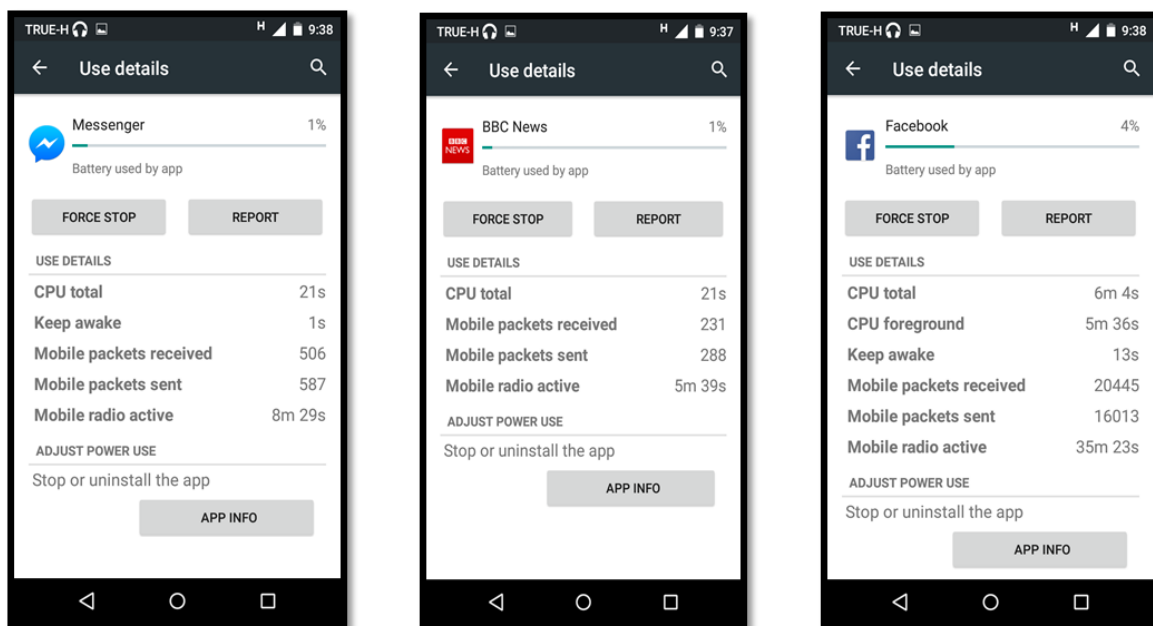 TRUE-H H 9:38
Use details
Messenger 1%
Battery used by app
FORCE STOP REPORT
USE DETAILS
CPU total 21s
Keep awake 1s
Mobile packets received 506
Mobile packets sent 587
Mobile radio active 8m 29s
ADJUST POWER USE
Stop or uninstall the app
APP INFO
TRUE-H H 9:37
Use details
BBC NEWS
BBC News 1%
Battery used by app
FORCE STOP REPORT
USE DETAILS
CPU total 21s
Mobile packets received 231
Mobile packets sent 288
Mobile radio active 5m 39s
ADJUST POWER USE
Stop or uninstall the app
APP INFO
TRUE-H H 9:38
Use details
f
Facebook 4%
Battery used by app
FORCE STOP REPORT
USE DETAILS
CPU total 6m 4s
CPU foreground 5m 36s
Keep awake 13s
Mobile packets received 20445
Mobile packets sent 16013
Mobile radio active 35m 23s
ADJUST POWER USE
Stop or uninstall the app
APP INFO